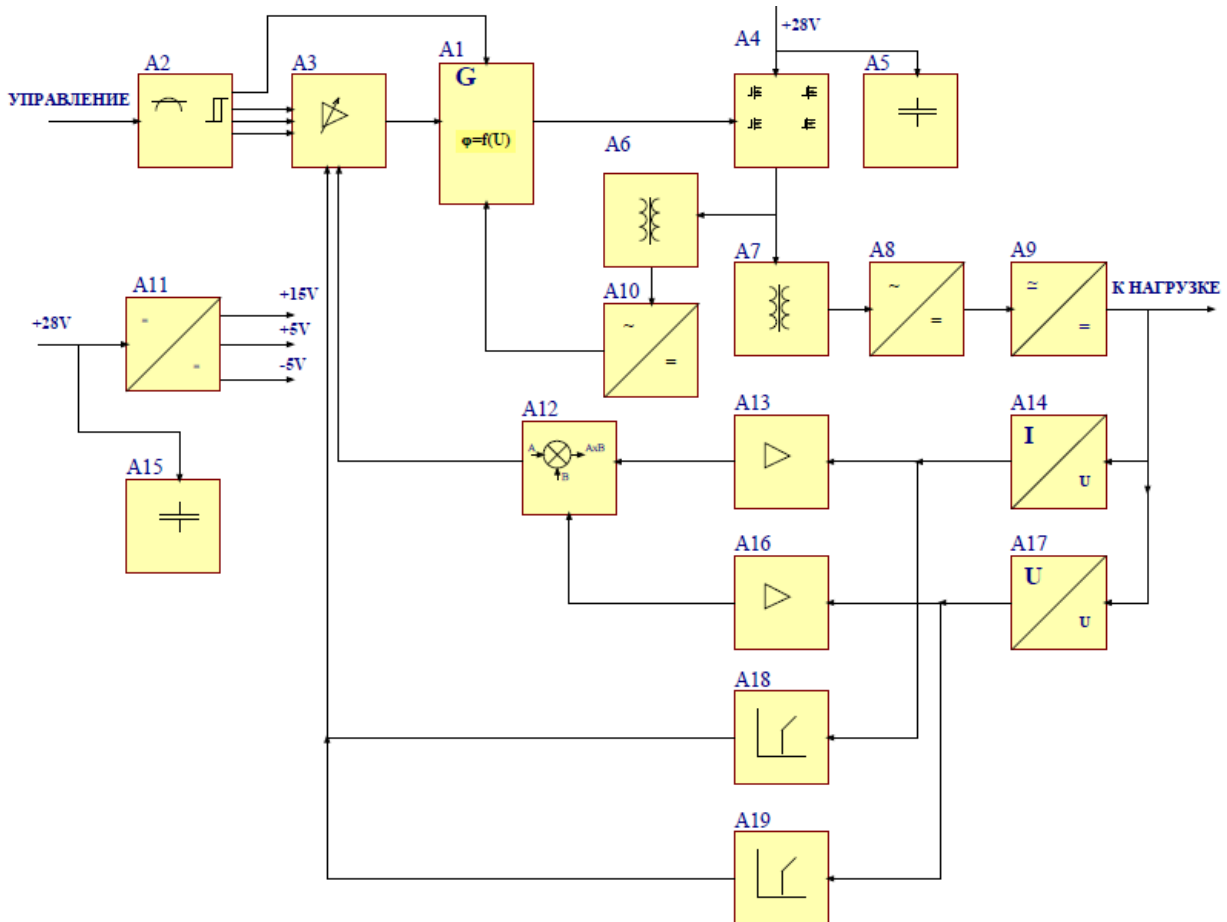 +28V
A4
A1
A2
A3
A5
G
УПРАВЛЕНИЕ
φ=f(U)
A6
A7
A8
A9
A10
~
=
~
=
≃
=
К НАГРУЗКЕ
A11
+15V
+28V
=
+5V
=
-5V
A12
A
AxB
B
A13
A14
I
U
A15
A16
A17
U
U
A18
A19